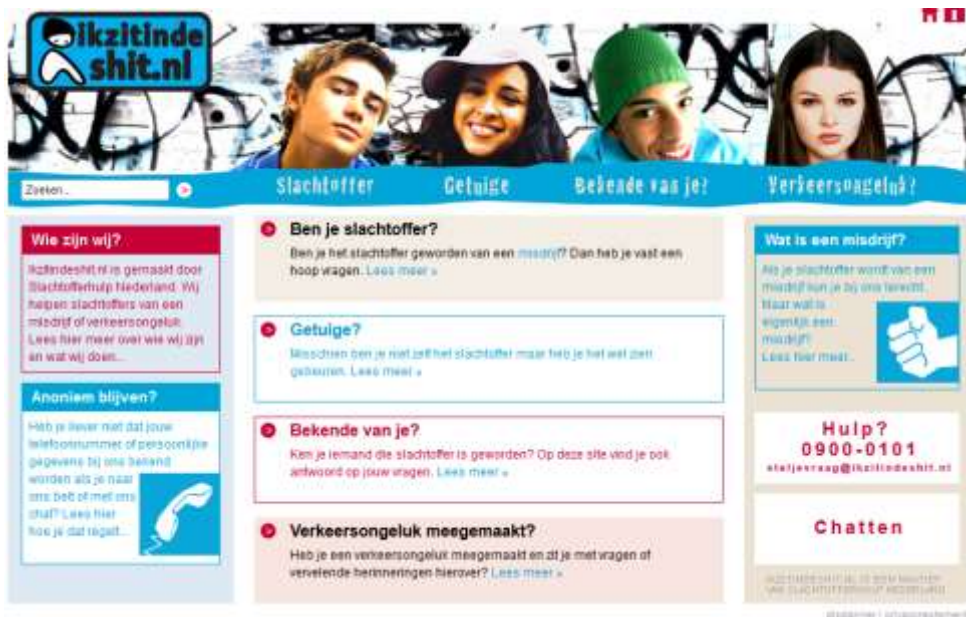 ikzitinde
shit.nl
Zoeken..
Slachtoffer
Getuige
Bekende van je?
Verkeersongeluk?
Wie zijn wij?
Ikzitindeshit.nl is gemaakt door
Slachtofferhulp Nederland. Wij
helpen slachtoffers van een
misdrijf of verkeersongeluk.
Lees hier meer over wie wij zijn
en wat wij doen...
Anoniem blijven?
Heb je liever niet dat jouw
telefoonnummer of persoonlijke
gegevens bij ons bekend
worden als je naar
ons belt of met ons
chat? Lees hier
hoe je dat regelt...
Ben je slachtoffer?
Ben je het slachtoffer geworden van een misdrijf? Dan heb je vast een
hoop vragen. Lees meer »
Getuige?
Misschien ben je niet zelf het slachtoffer maar heb je het wel zien
gebeuren. Lees meer »
Bekende van je?
Ken je iemand die slachtoffer is geworden? Op deze site vind je ook
antwoord op jouw vragen. Lees meer »
Verkeersongeluk meegemaakt?
Heb je een verkeersongeluk meegemaakt en zit je met vragen of
vervelende herinneringen hierover? Lees meer »
Wat is een misdrijf?
Als je slachtoffer wordt van een
misdrijf kun je bij ons terecht.
Maar wat is
eigenlijk een
misdrijf?
Lees hier meer...
Hulp?
0900-0101
steljevraag@ikzitindeshit.nl
Chatten
IKZITINDESHIT.NL IS EEN INITIATIEF
VAN SLACHTOFFERHULP NEDERLAND